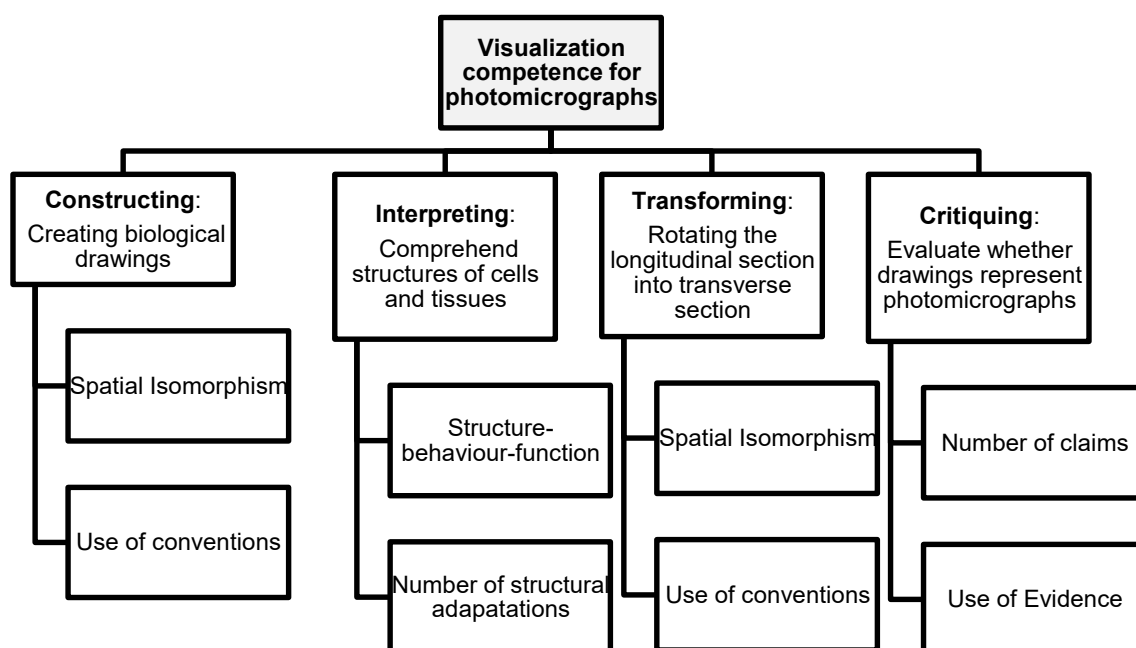 Visualization
competence for
photomicrographs
Constructing:
Creating biological
drawings
Spatial Isomorphism
Use of conventions
Interpreting:
Comprehend
structures of cells
and tissues
Structure-
behaviour-function
Number of structural
adapatations
Transforming:
Rotating the
longitudinal section
into transverse
section
Spatial Isomorphism
Use of conventions
Critiquing:
Evaluate whether
drawings represent
photomicrographs
Number of claims
Use of Evidence